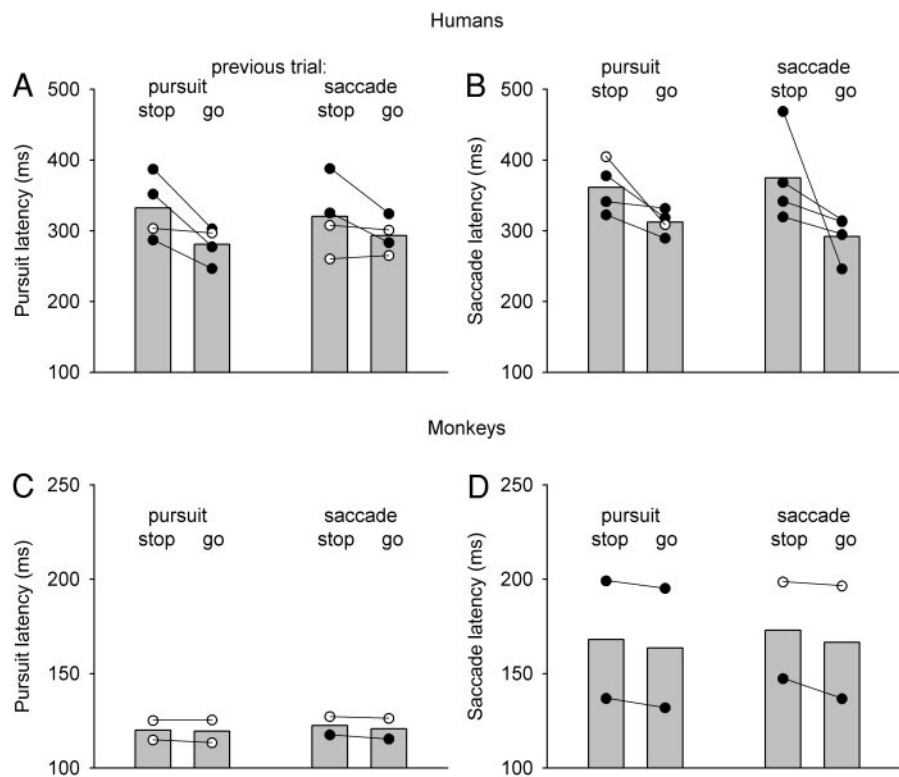 Humans
A
previous trial:
pursuit saccade
stop go stop go
500
400
300
200
100
Pursuit latency (ms)
B
pursuit saccade
stop go stop go
500
400
300
200
100
Saccade latency (ms)
Monkeys
C
pursuit saccade
stop go stop go
250
200
150
100
Pursuit latency (ms)
D
pursuit saccade
stop go stop go
250
200
150
100
Saccade latency (ms)